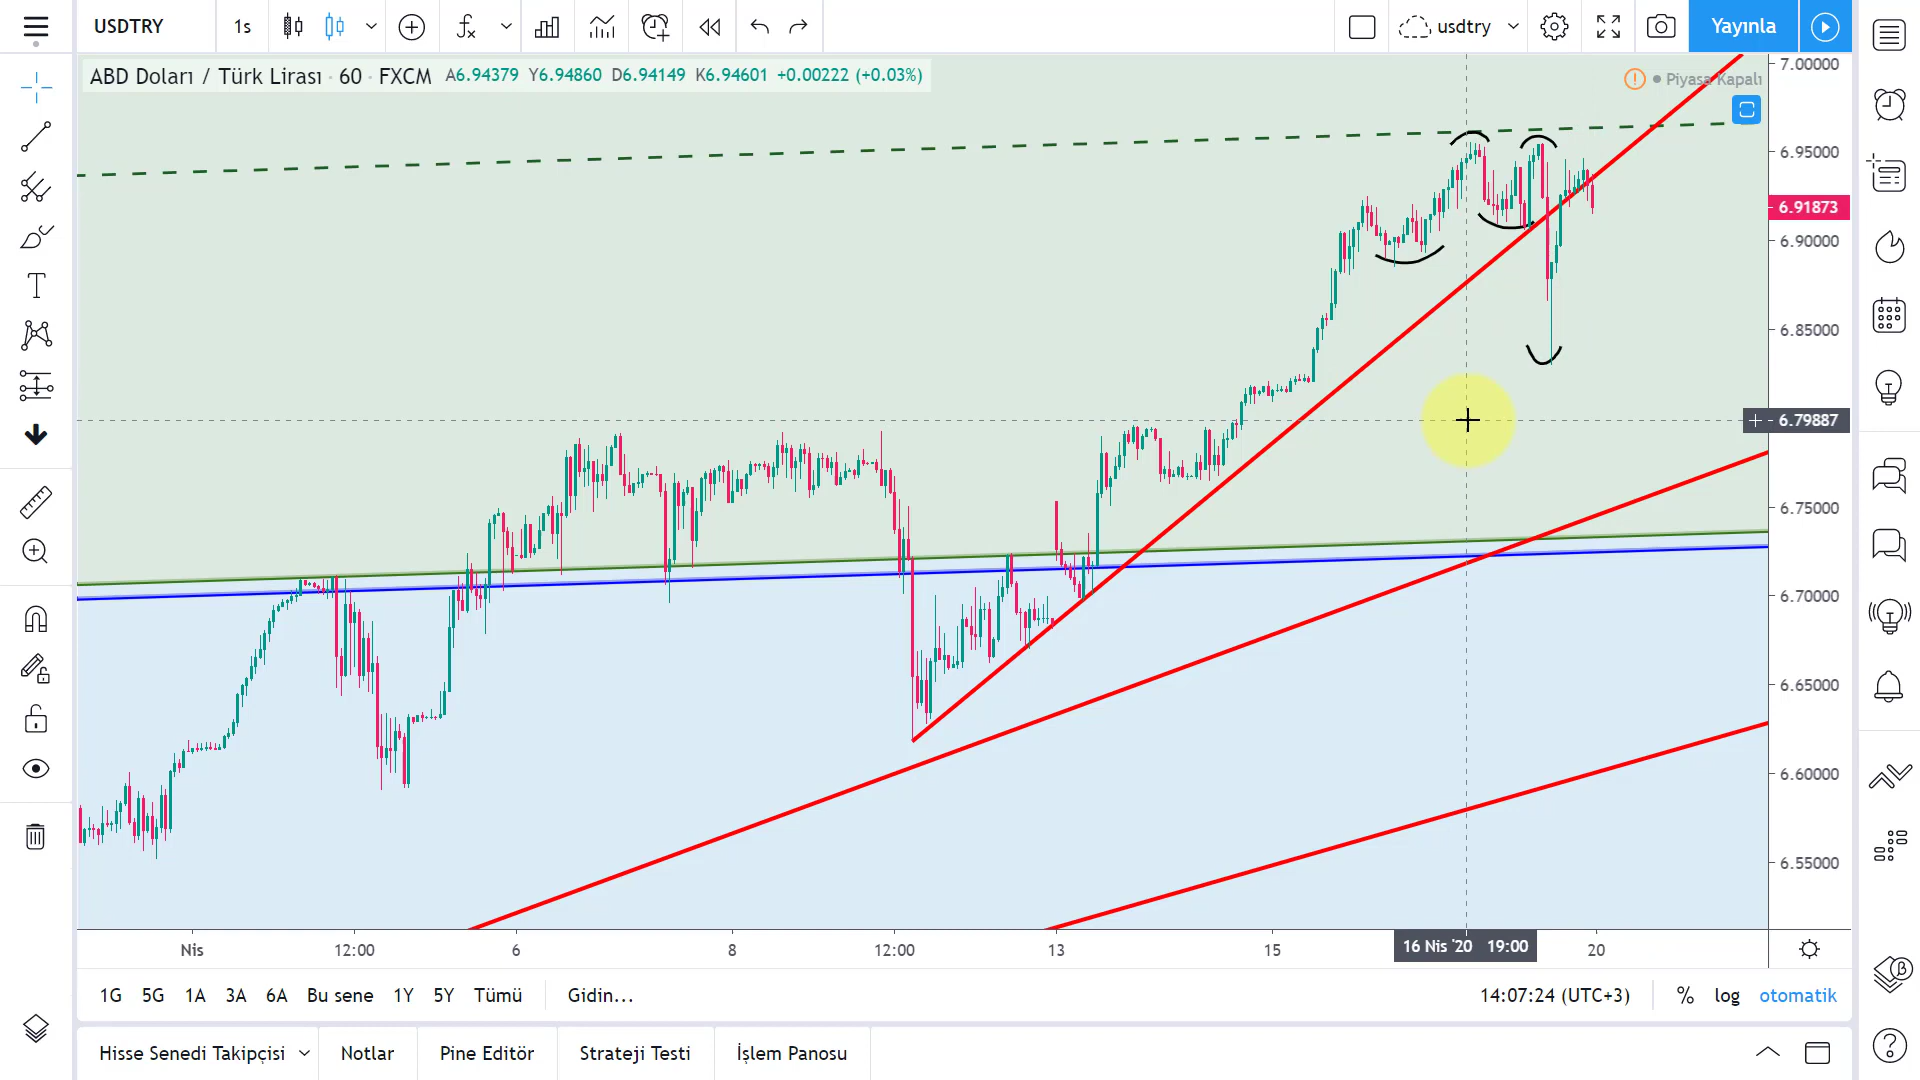 USDTRY
1s
usdtry
Yayınla
ABD Doları / Türk Lirası · 60 · FXCM A6.94379 Y6.94860 D6.94149 K6.94601 +0.00222 (+0.03%)
Piyasa Kapalı
7.00000
6.95000
6.91873
6.90000
6.85000
6.79887
6.75000
6.70000
6.65000
6.60000
6.55000
Nis
12:00
6
8
12:00
13
15
16 Nis '20 19:00
20
1G 5G 1A 3A 6A Bu sene 1Y 5Y Tümü Gidin...
14:07:24 (UTC+3) % log otomatik
Hisse Senedi Takipçisi Notlar Pine Editör Strateji Testi İşlem Panosu